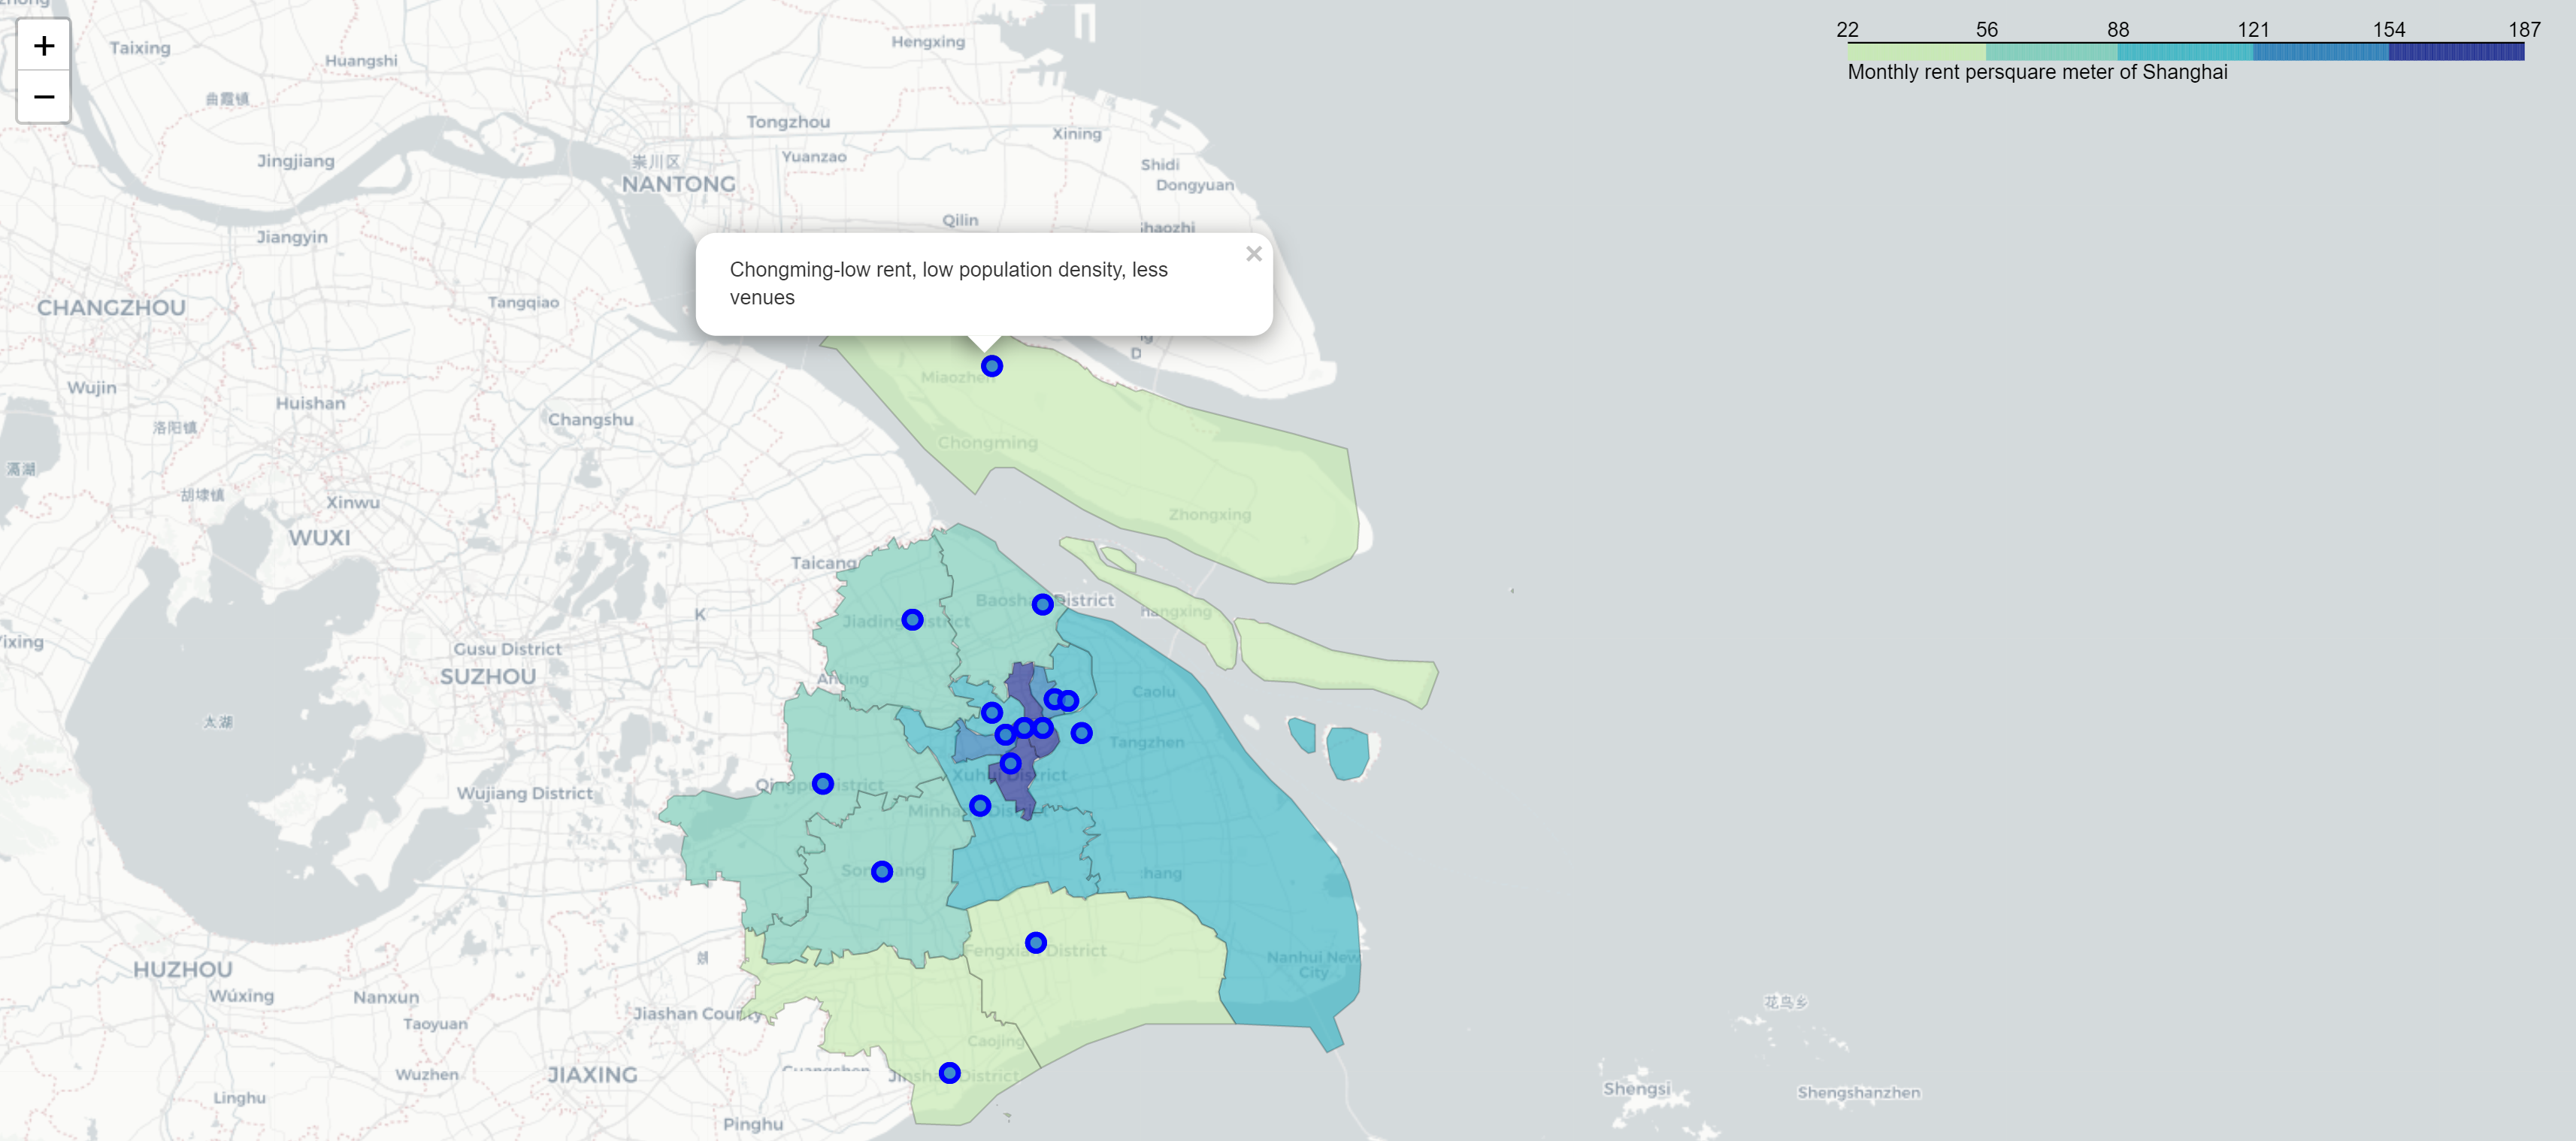 +
−
22 56 88 121 154 187
Monthly rent persquare meter of Shanghai
Taixing
Huangshi
Hengxing
曲霞镇
Tongzhou
Xining
Jingjiang
崇川区
Yuanzao
Shidi
NANTONG
Dongyuan
Qilin
Jiangyin
Chongming-low rent, low population density, less
venues
×
CHANGZHOU
Tangqiao
Wujin
Huishan
Miaozhen
Changshu
洛阳镇
Chongming
滆湖
胡埭镇
Xinwu
Zhongxing
WUXI
Taicang
Baosha District
K
Jiading District
hangxing
Gusu District
SUZHOU
Anting
Caolu
太湖
Tangzhen
Xuhui District
Qingpu District
Wujiang District
Minhang District
Songjiang
hang
Fengxian District
Nanhui New
City
HUZHOU
Wuxing
Nanxun
Jiashan County
花鸟乡
Taoyuan
Caojing
Wuzhen
JIAXING
Jinshan District
Linghu
Shengsi
Shengshanzhen
Pinghu